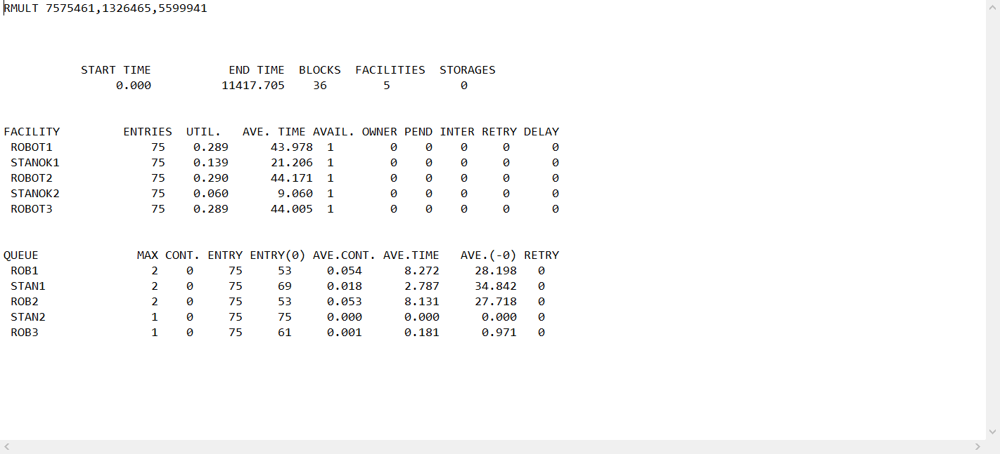 RMULT 7575461,1326465,5599941
START TIME END TIME BLOCKS FACILITIES STORAGES
0.000 11417.705 36 5 0
FACILITY ENTRIES UTIL. AVE. TIME AVAIL. OWNER PEND INTER RETRY DELAY
ROBOT1 75 0.289 43.978 1 0 0 0 0 0
STANOK1 75 0.139 21.206 1 0 0 0 0 0
ROBOT2 75 0.290 44.171 1 0 0 0 0 0
STANOK2 75 0.060 9.060 1 0 0 0 0 0
ROBOT3 75 0.289 44.005 1 0 0 0 0 0
QUEUE MAX CONT. ENTRY ENTRY(0) AVE.CONT. AVE.TIME AVE.(-0) RETRY
ROB1 2 0 75 53 0.054 8.272 28.198 0
STAN1 2 0 75 69 0.018 2.787 34.842 0
ROB2 2 0 75 53 0.053 8.131 27.718 0
STAN2 1 0 75 75 0.000 0.000 0.000 0
ROB3 1 0 75 61 0.001 0.181 0.971 0